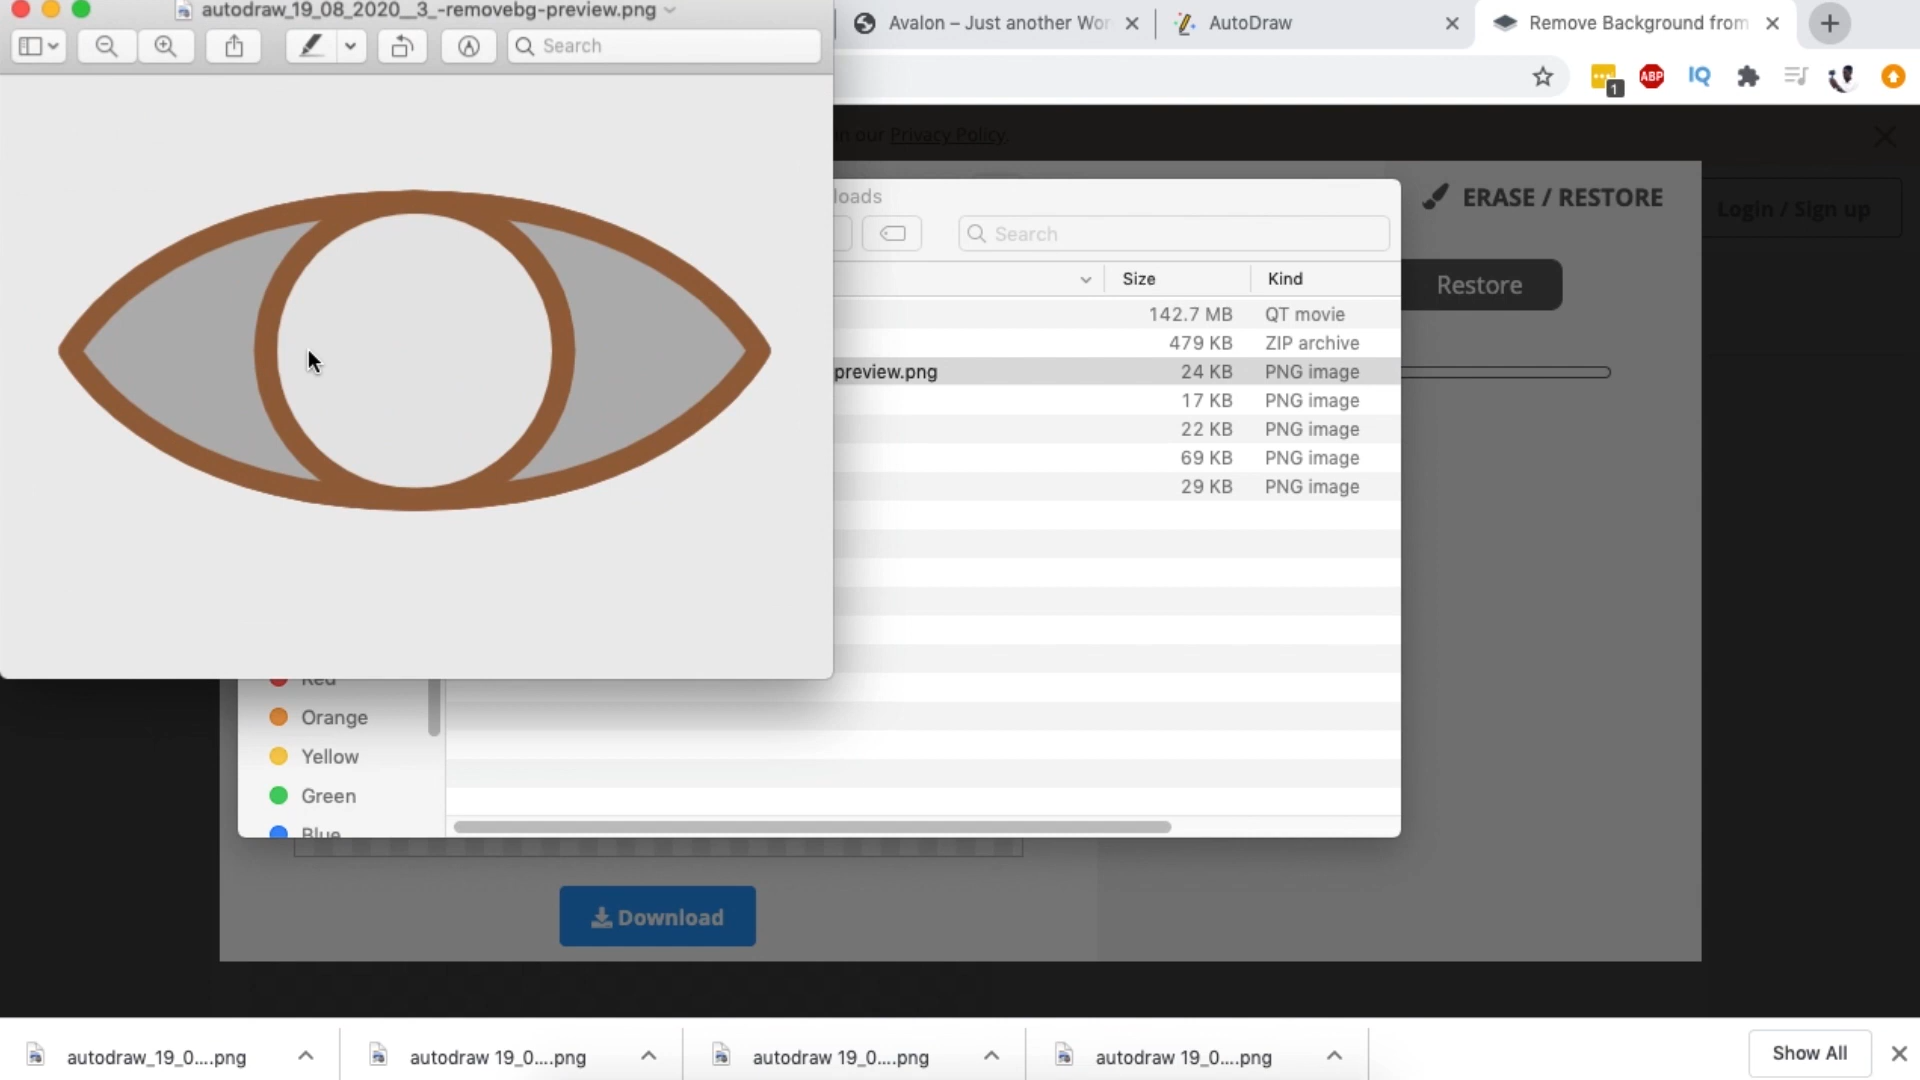 autodraw_19_08_2020__3_-removebg-preview.png
Search
Avalon – Just another Wor
AutoDraw
Remove Background from
ABP
IQ
1
in our Privacy Policy.
loads
Search
ERASE / RESTORE
Login / Sign up
Restore
Size
Kind
142.7 MB
QT movie
479 KB
ZIP archive
preview.png
24 KB
PNG image
17 KB
PNG image
22 KB
PNG image
69 KB
PNG image
29 KB
PNG image
Red
Orange
Yellow
Green
Blue
Download
autodraw_19_0....png
autodraw 19_0....png
autodraw 19_0....png
autodraw 19_0....png
Show All